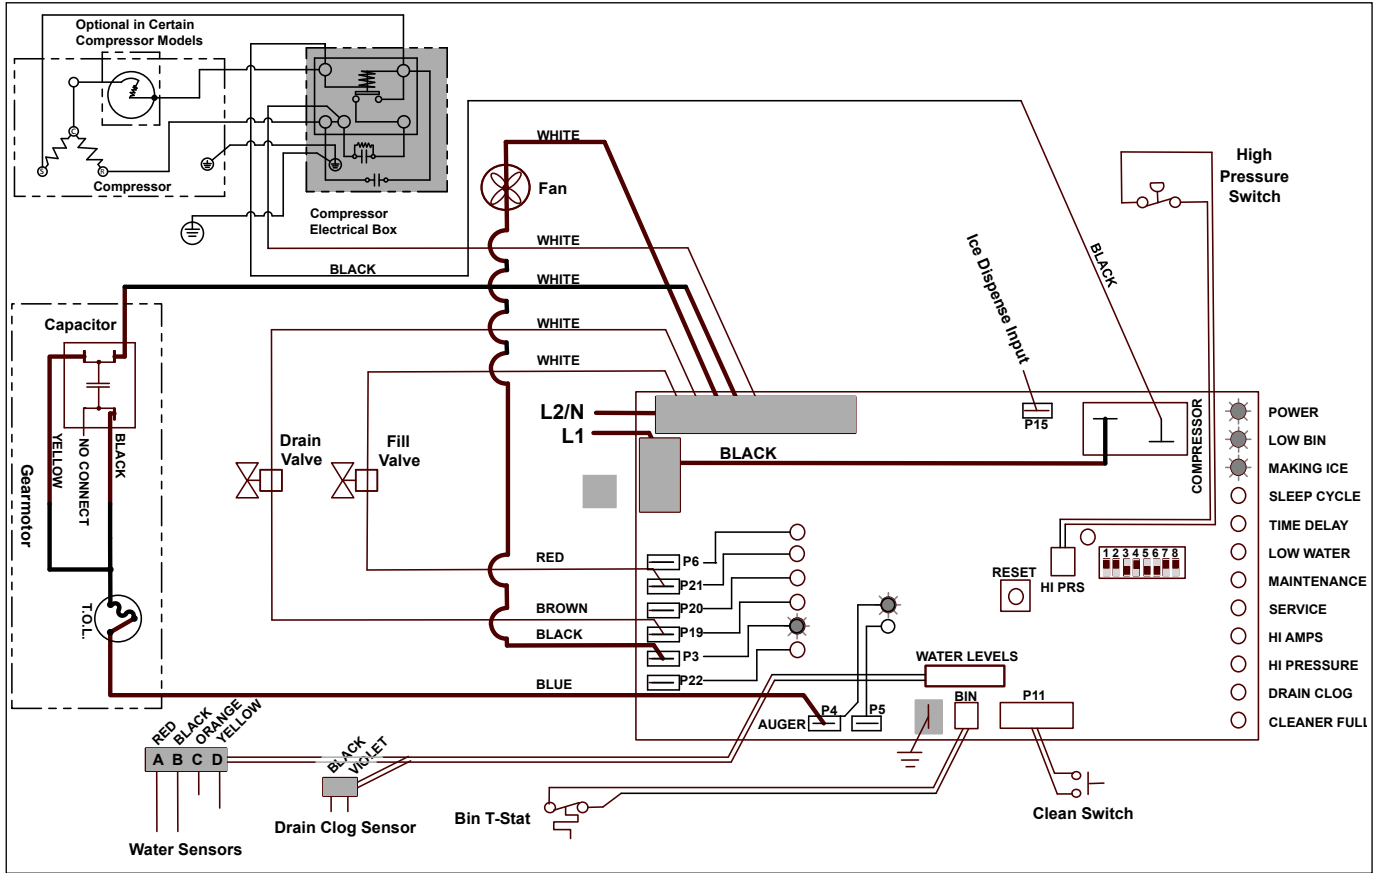 Optional in Certain
Compressor Models
C
S
R
Compressor
Compressor
Electrical Box
WHITE
Fan
WHITE
BLACK
WHITE
WHITE
WHITE
High
Pressure
Switch
BLACK
Ice Dispense Input
Capacitor
YELLOW
NO CONNECT
BLACK
Gearmotor
T.O.L.
Drain
Valve
Fill
Valve
L2/N
L1
BLACK
P15
COMPRESSOR
POWER
LOW BIN
MAKING ICE
SLEEP CYCLE
TIME DELAY
LOW WATER
MAINTENANCE
SERVICE
HI AMPS
HI PRESSURE
DRAIN CLOG
CLEANER FULL
1 2 3 4 5 6 7 8
HI PRS
RESET
RED
BROWN
BLACK
BLUE
P6
P21
P20
P19
P3
P22
WATER LEVELS
AUGER
P4
P5
BIN
P11
RED
BLACK
ORANGE
YELLOW
A B C D
Water Sensors
BLACK
VIOLET
Drain Clog Sensor
Bin T-Stat
Clean Switch